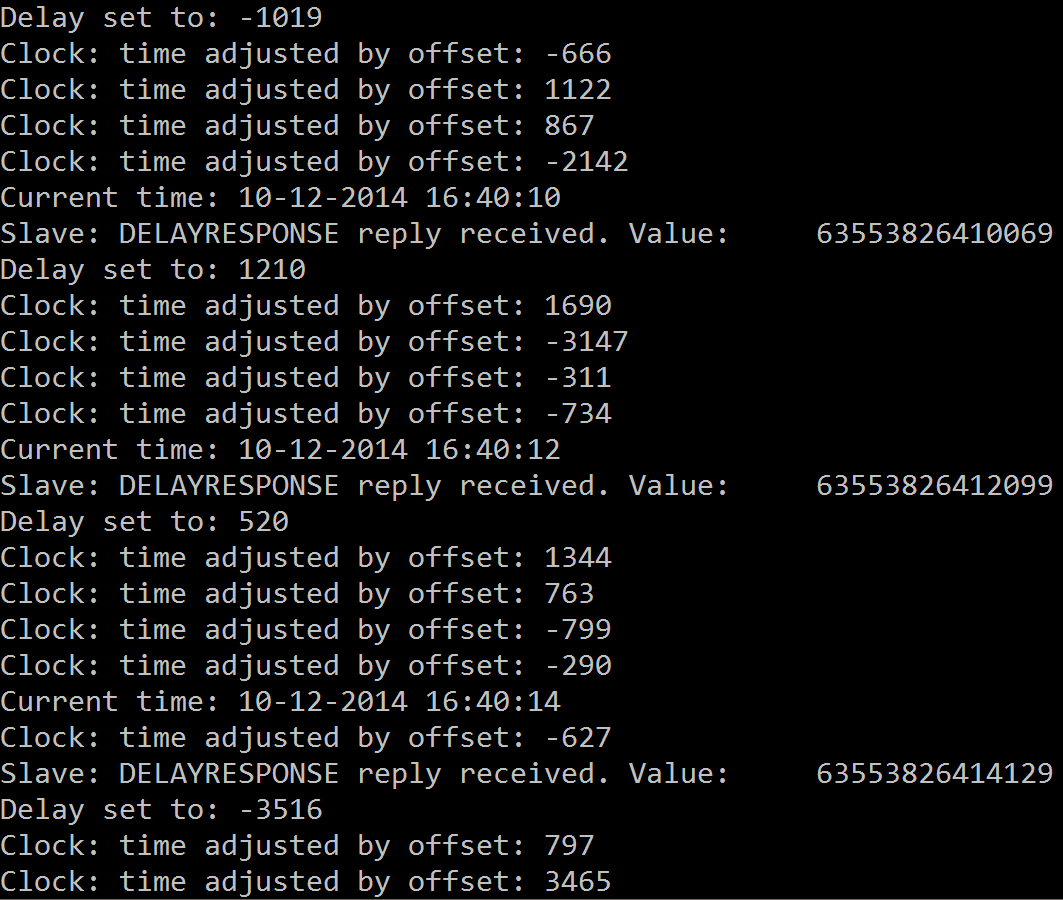 Delay set to: -1019
Clock: time adjusted by offset: -666
Clock: time adjusted by offset: 1122
Clock: time adjusted by offset: 867
Clock: time adjusted by offset: -2142
Current time: 10-12-2014 16:40:10
Slave: DELAYRESPONSE reply received. Value:     63553826410069
Delay set to: 1210
Clock: time adjusted by offset: 1690
Clock: time adjusted by offset: -3147
Clock: time adjusted by offset: -311
Clock: time adjusted by offset: -734
Current time: 10-12-2014 16:40:12
Slave: DELAYRESPONSE reply received. Value:     63553826412099
Delay set to: 520
Clock: time adjusted by offset: 1344
Clock: time adjusted by offset: 763
Clock: time adjusted by offset: -799
Clock: time adjusted by offset: -290
Current time: 10-12-2014 16:40:14
Clock: time adjusted by offset: -627
Slave: DELAYRESPONSE reply received. Value:     63553826414129
Delay set to: -3516
Clock: time adjusted by offset: 797
Clock: time adjusted by offset: 3465